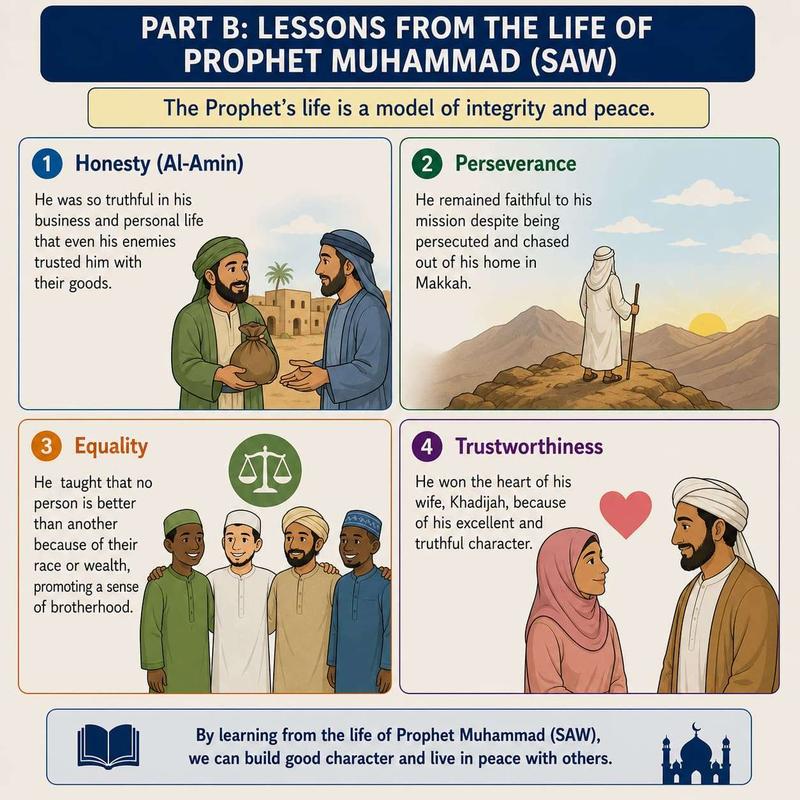 PART B: LESSONS FROM THE LIFE OF
PROPHET MUHAMMAD (SAW)
The Prophet's life is a model of integrity and peace.
1 Honesty (Al-Amin)
He was so truthful in his
business and personal life
that even his enemies
trusted him with
their goods.
2 Perseverance
He remained faithful to his
mission despite being
persecuted and chased
out of his home in
Makkah.
3 Equality
He taught that no
person is better
than another
because of their
race or wealth,
promoting a sense
of brotherhood.
4 Trustworthiness
He won the heart of his
wife, Khadijah, because
of his excellent and
truthful character.
By learning from the life of Prophet Muhammad (SAW),
we can build good character and live in peace with others.